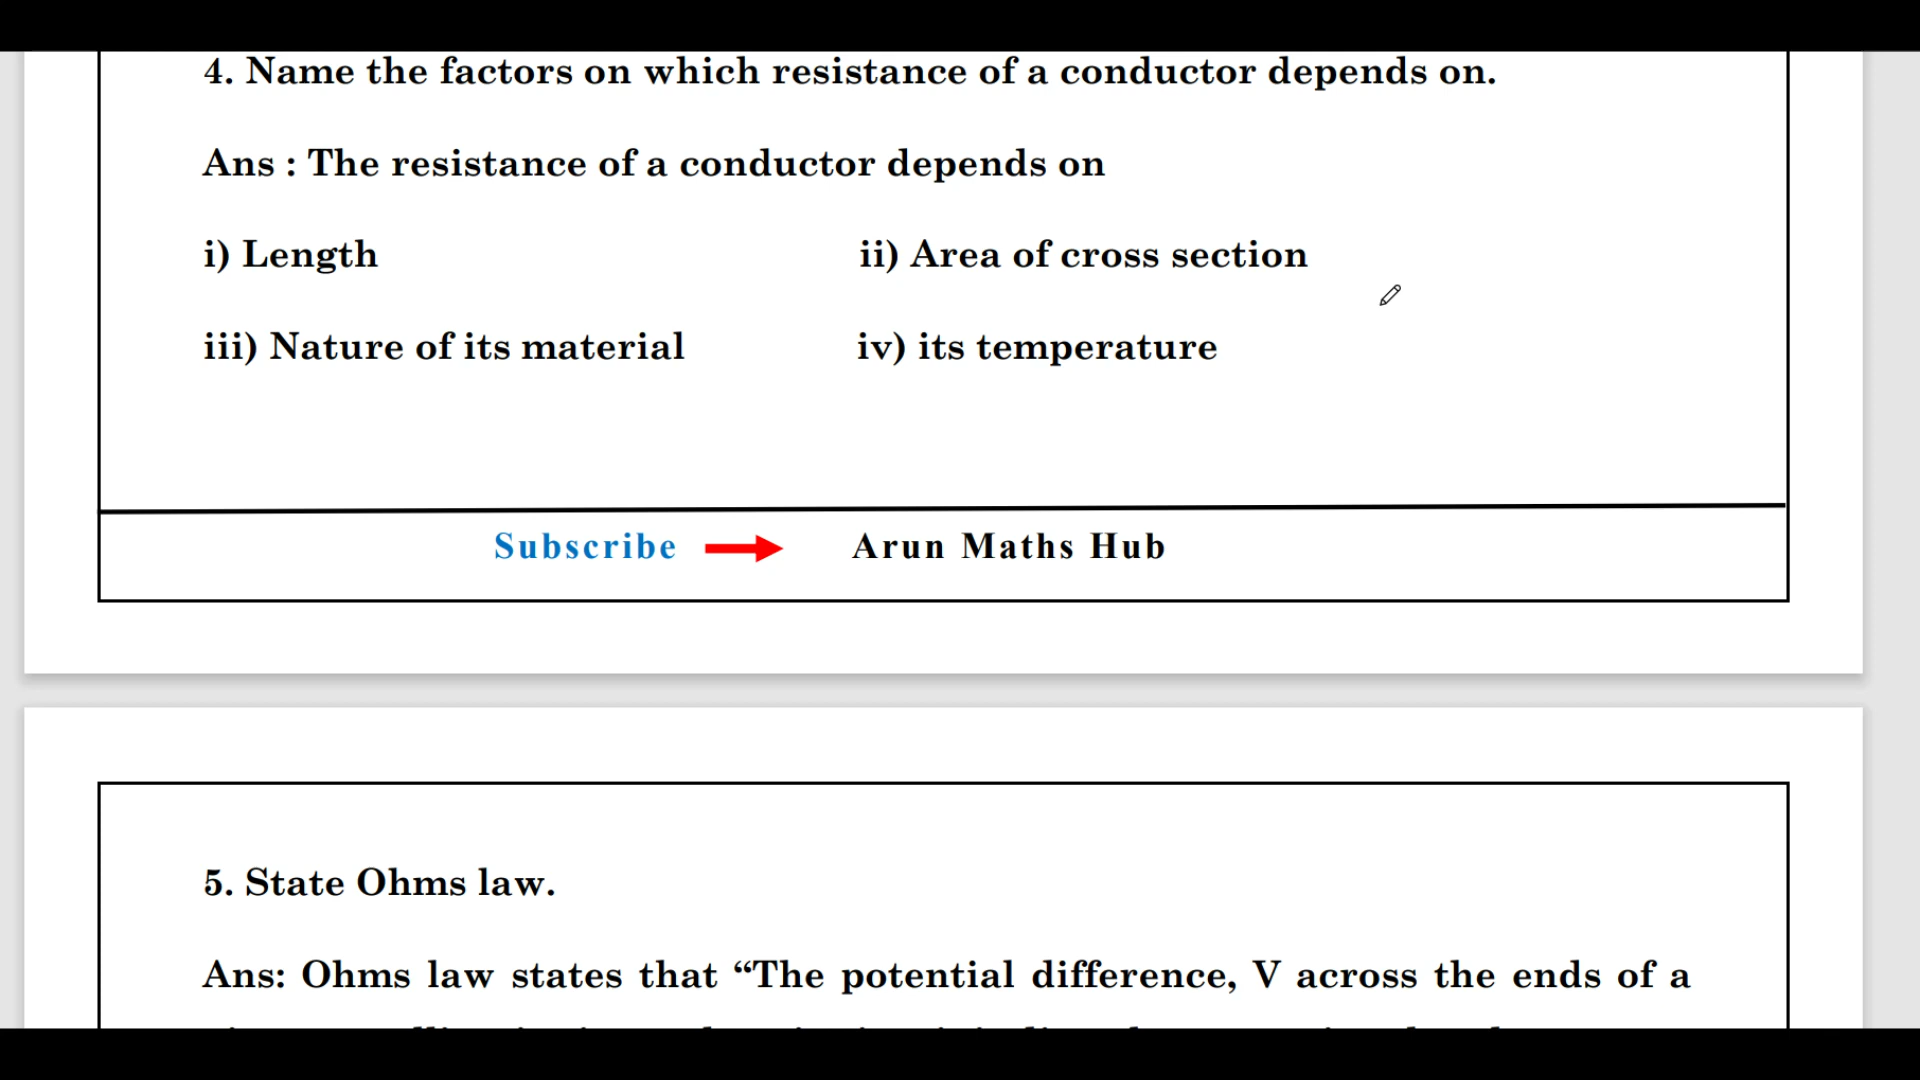 4. Name the factors on which resistance of a conductor depends on.
Ans : The resistance of a conductor depends on
i) Length ii) Area of cross section
iii) Nature of its material iv) its temperature
Subscribe Arun Maths Hub
5. State Ohms law.
Ans: Ohms law states that “The potential difference, V across the ends of a